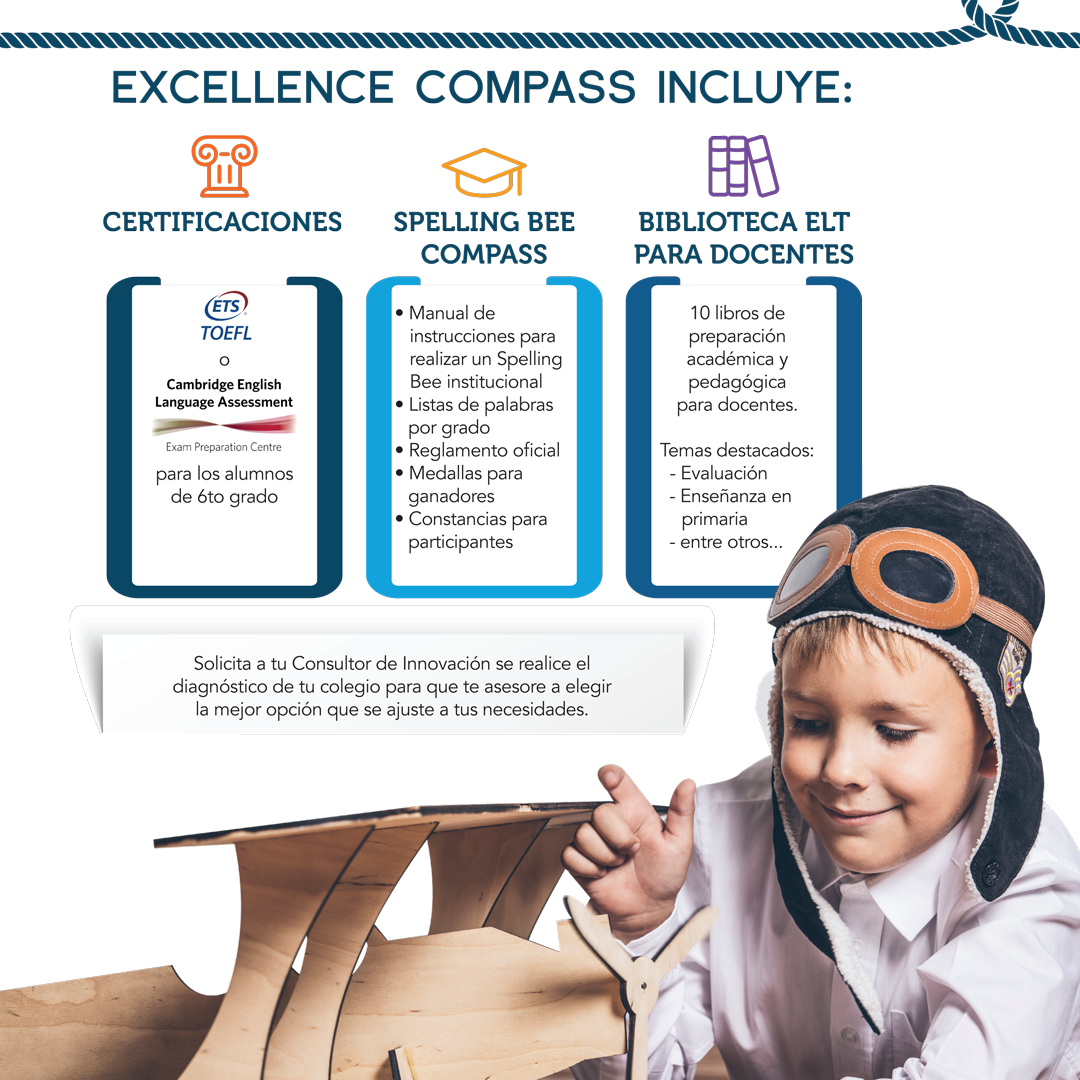 EXCELLENCE COMPASS INCLUYE:
CERTIFICACIONES
ETS
TOEFL
o
Cambridge English
Language Assessment
Exam Preparation Centre
para los alumnos
de 6to grado
SPELLING BEE
COMPASS
• Manual de
instrucciones para
realizar un Spelling
Bee institucional
• Listas de palabras
por grado
• Reglamento oficial
• Medallas para
ganadores
• Constancias para
participantes
BIBLIOTECA ELT
PARA DOCENTES
10 libros de
preparación
académica y
pedagógica
para docentes.
Temas destacados:
- Evaluación
- Enseñanza en
primaria
- entre otros...
Solicita a tu Consultor de Innovación se realice el
diagnóstico de tu colegio para que te asesore a elegir
la mejor opción que se ajuste a tus necesidades.